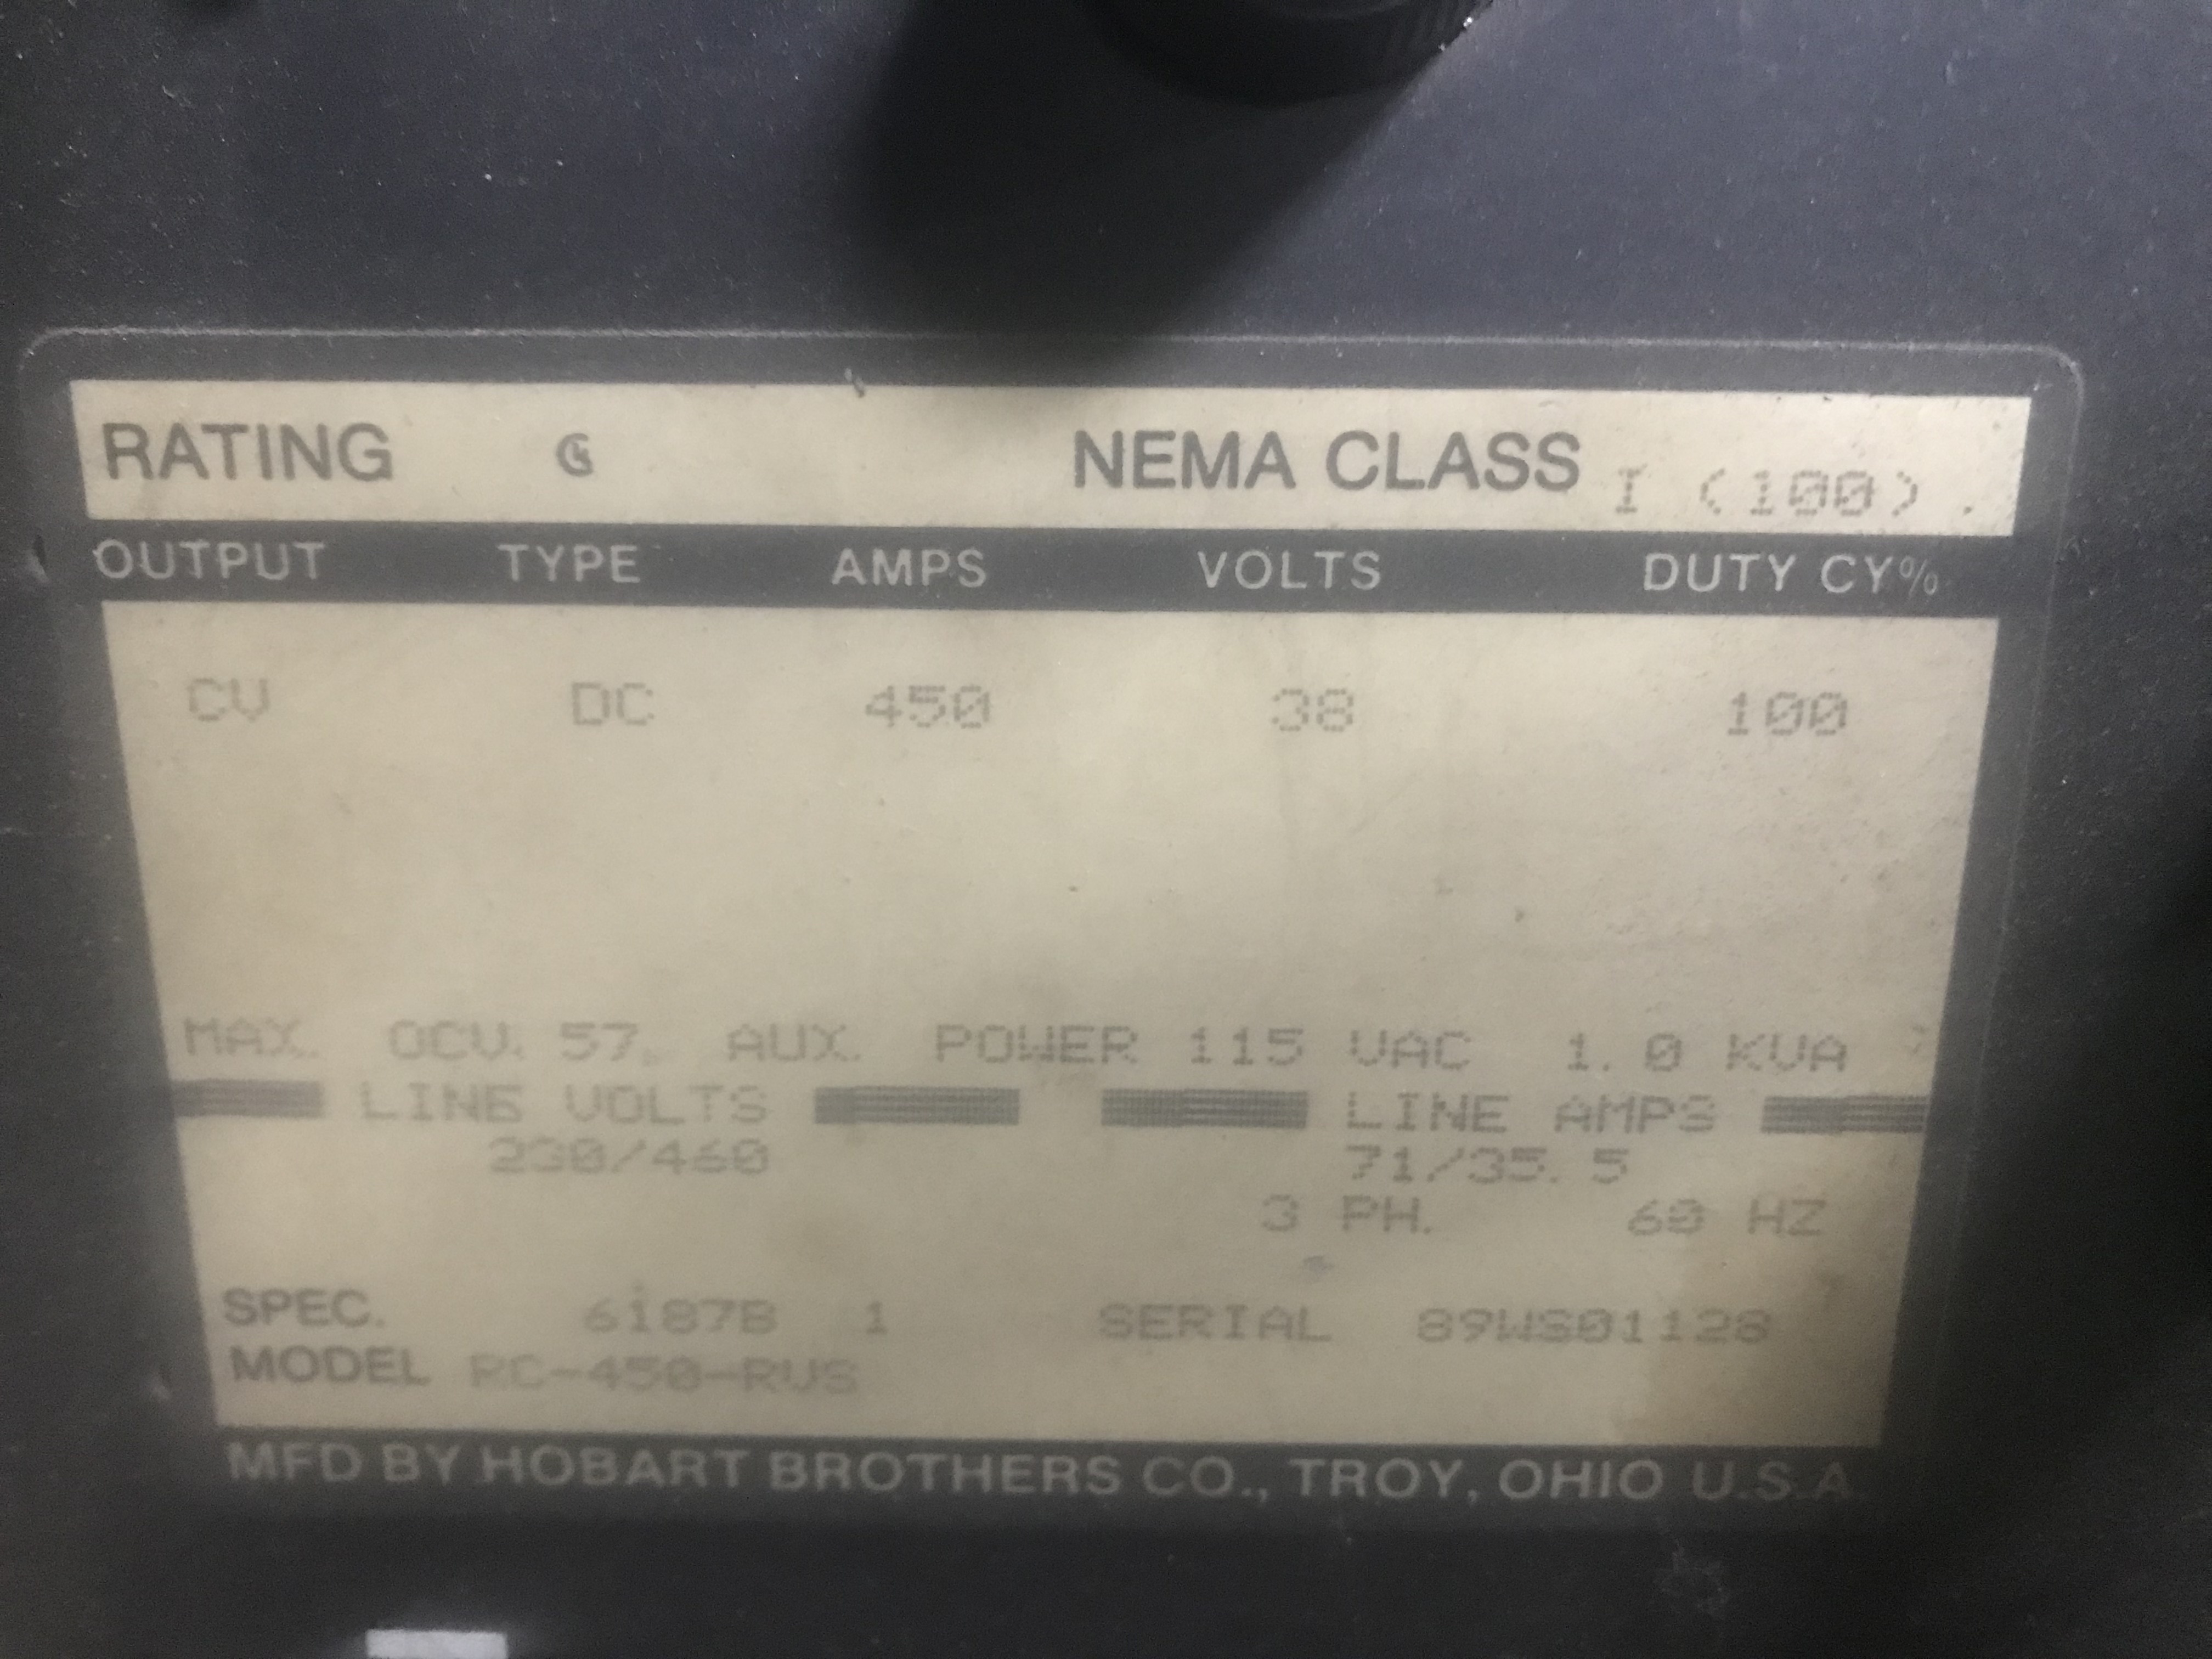 RATING G NEMA CLASS I (100).
OUTPUT TYPE AMPS VOLTS DUTY CY%
CV DC 450 38 100
MAX. OCV. 57. AUX. POWER 115 VAC 1.0 KVA
LINE VOLTS LINE AMPS
230/460 71/35.5
3 PH. 60 HZ
SPEC. 6187B 1 SERIAL 89WS01128
MODEL RC-450-RVS
MFD BY HOBART BROTHERS CO., TROY, OHIO U.S.A.